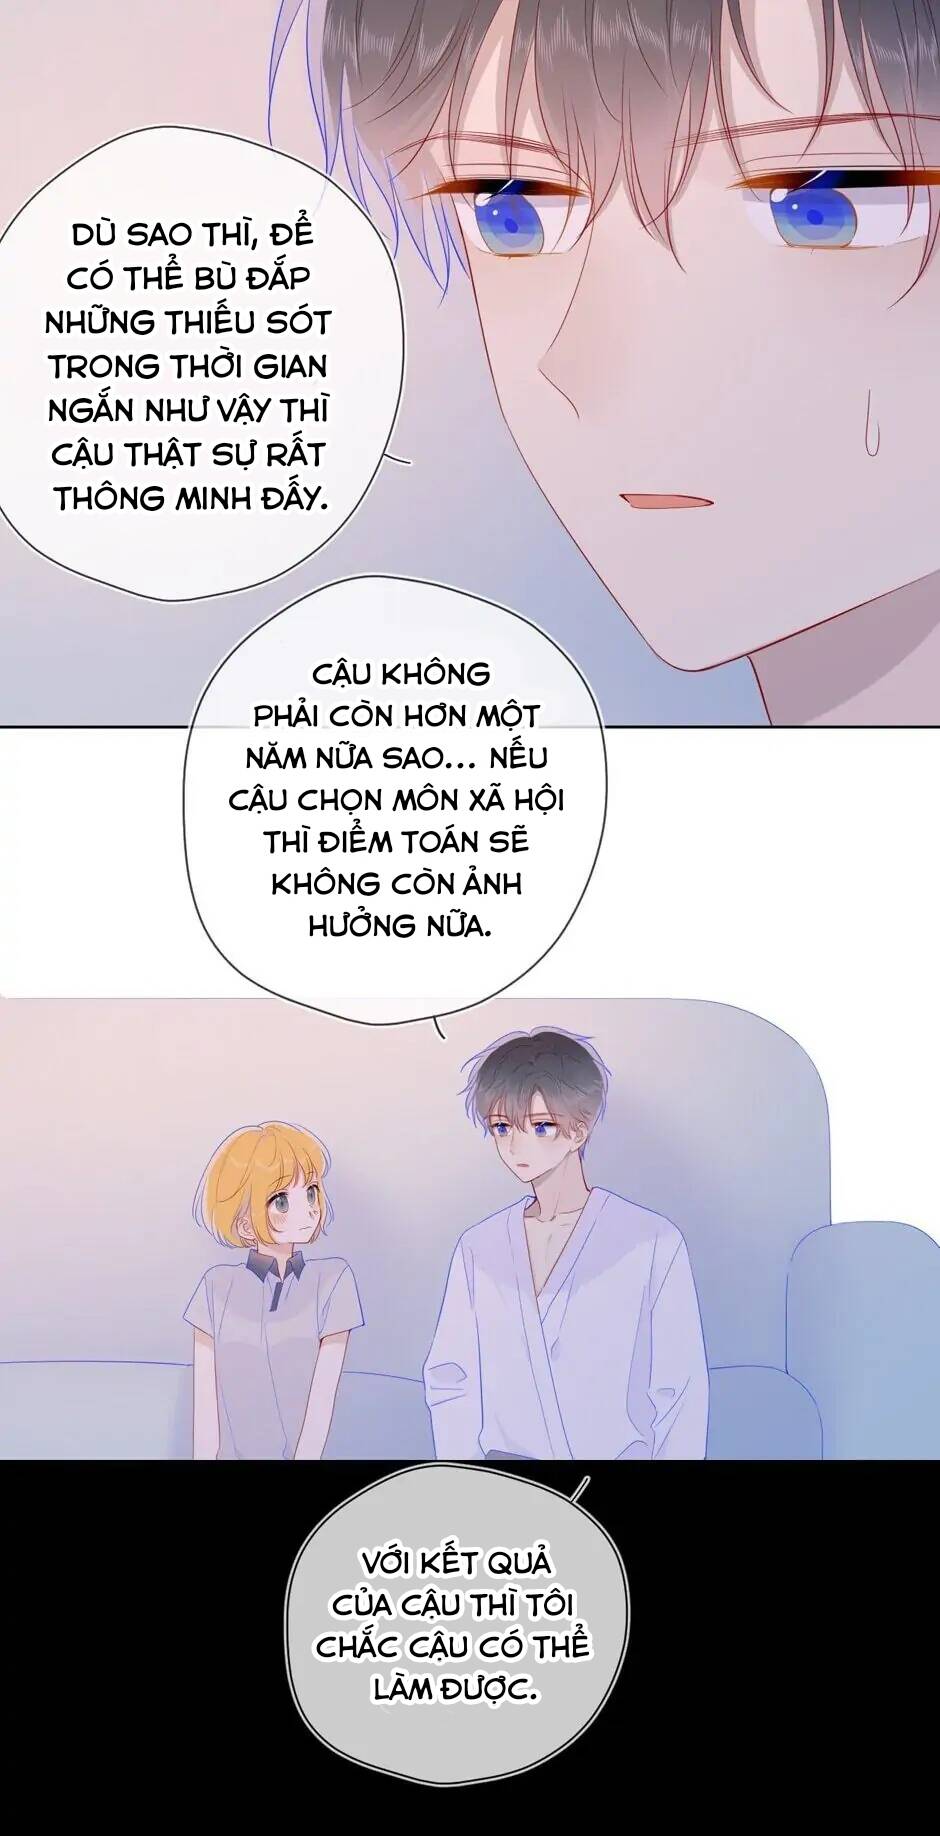 DÙ SAO THÌ, ĐỂ
CÓ THỂ BÙ ĐẮP
NHỮNG THIẾU SÓT
TRONG THỜI GIAN
NGẮN NHƯ VẬY THÌ
CẬU THẬT SỰ RẤT
THÔNG MINH ĐẤY.
CẬU KHÔNG
PHẢI CÒN HƠN MỘT
NĂM NỮA SAO... NẾU
CẬU CHỌN MÔN XÃ HỘI
THÌ ĐIỂM TOÁN SẼ
KHÔNG CÒN ẢNH
HƯỞNG NỮA.
VỚI KẾT QUẢ
CỦA CẬU THÌ TÔI
CHẮC CẬU CÓ THỂ
LÀM ĐƯỢC.